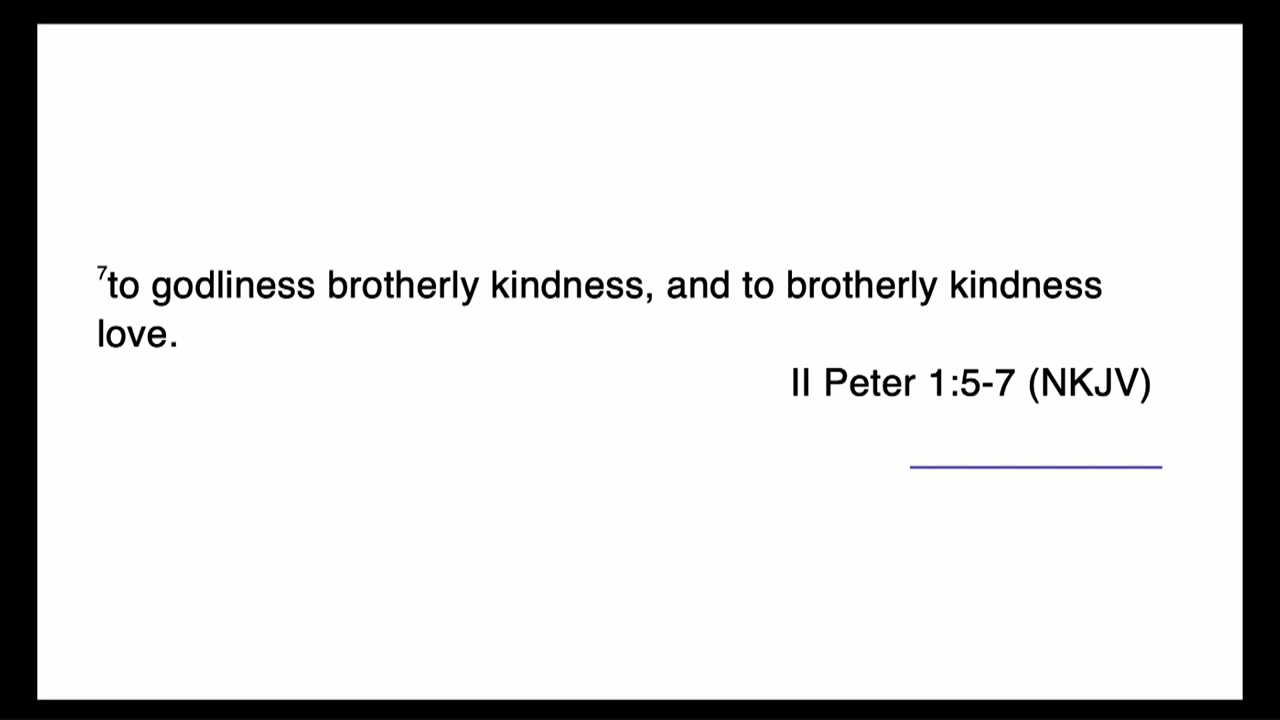 ⁷to godliness brotherly kindness, and to brotherly kindness
love.
II Peter 1:5-7 (NKJV)